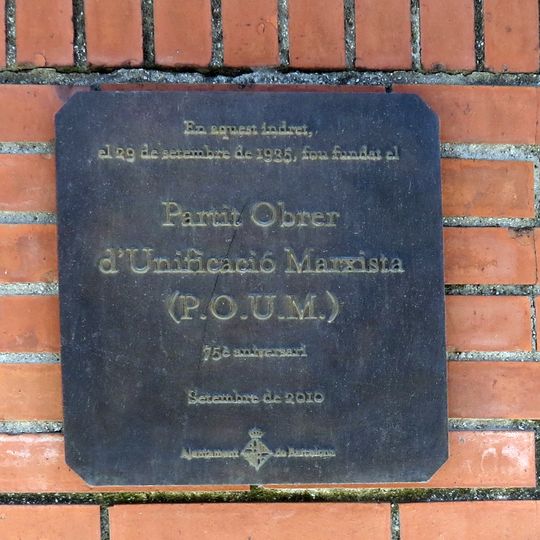 En aquest indret,
el 29 de setembre de 1935, fou fundat el
Partit Obrer
d'Unificació Marxista
(P.O.U.M.)
75è aniversari
Setembre de 2010
Ajuntament de Barcelona